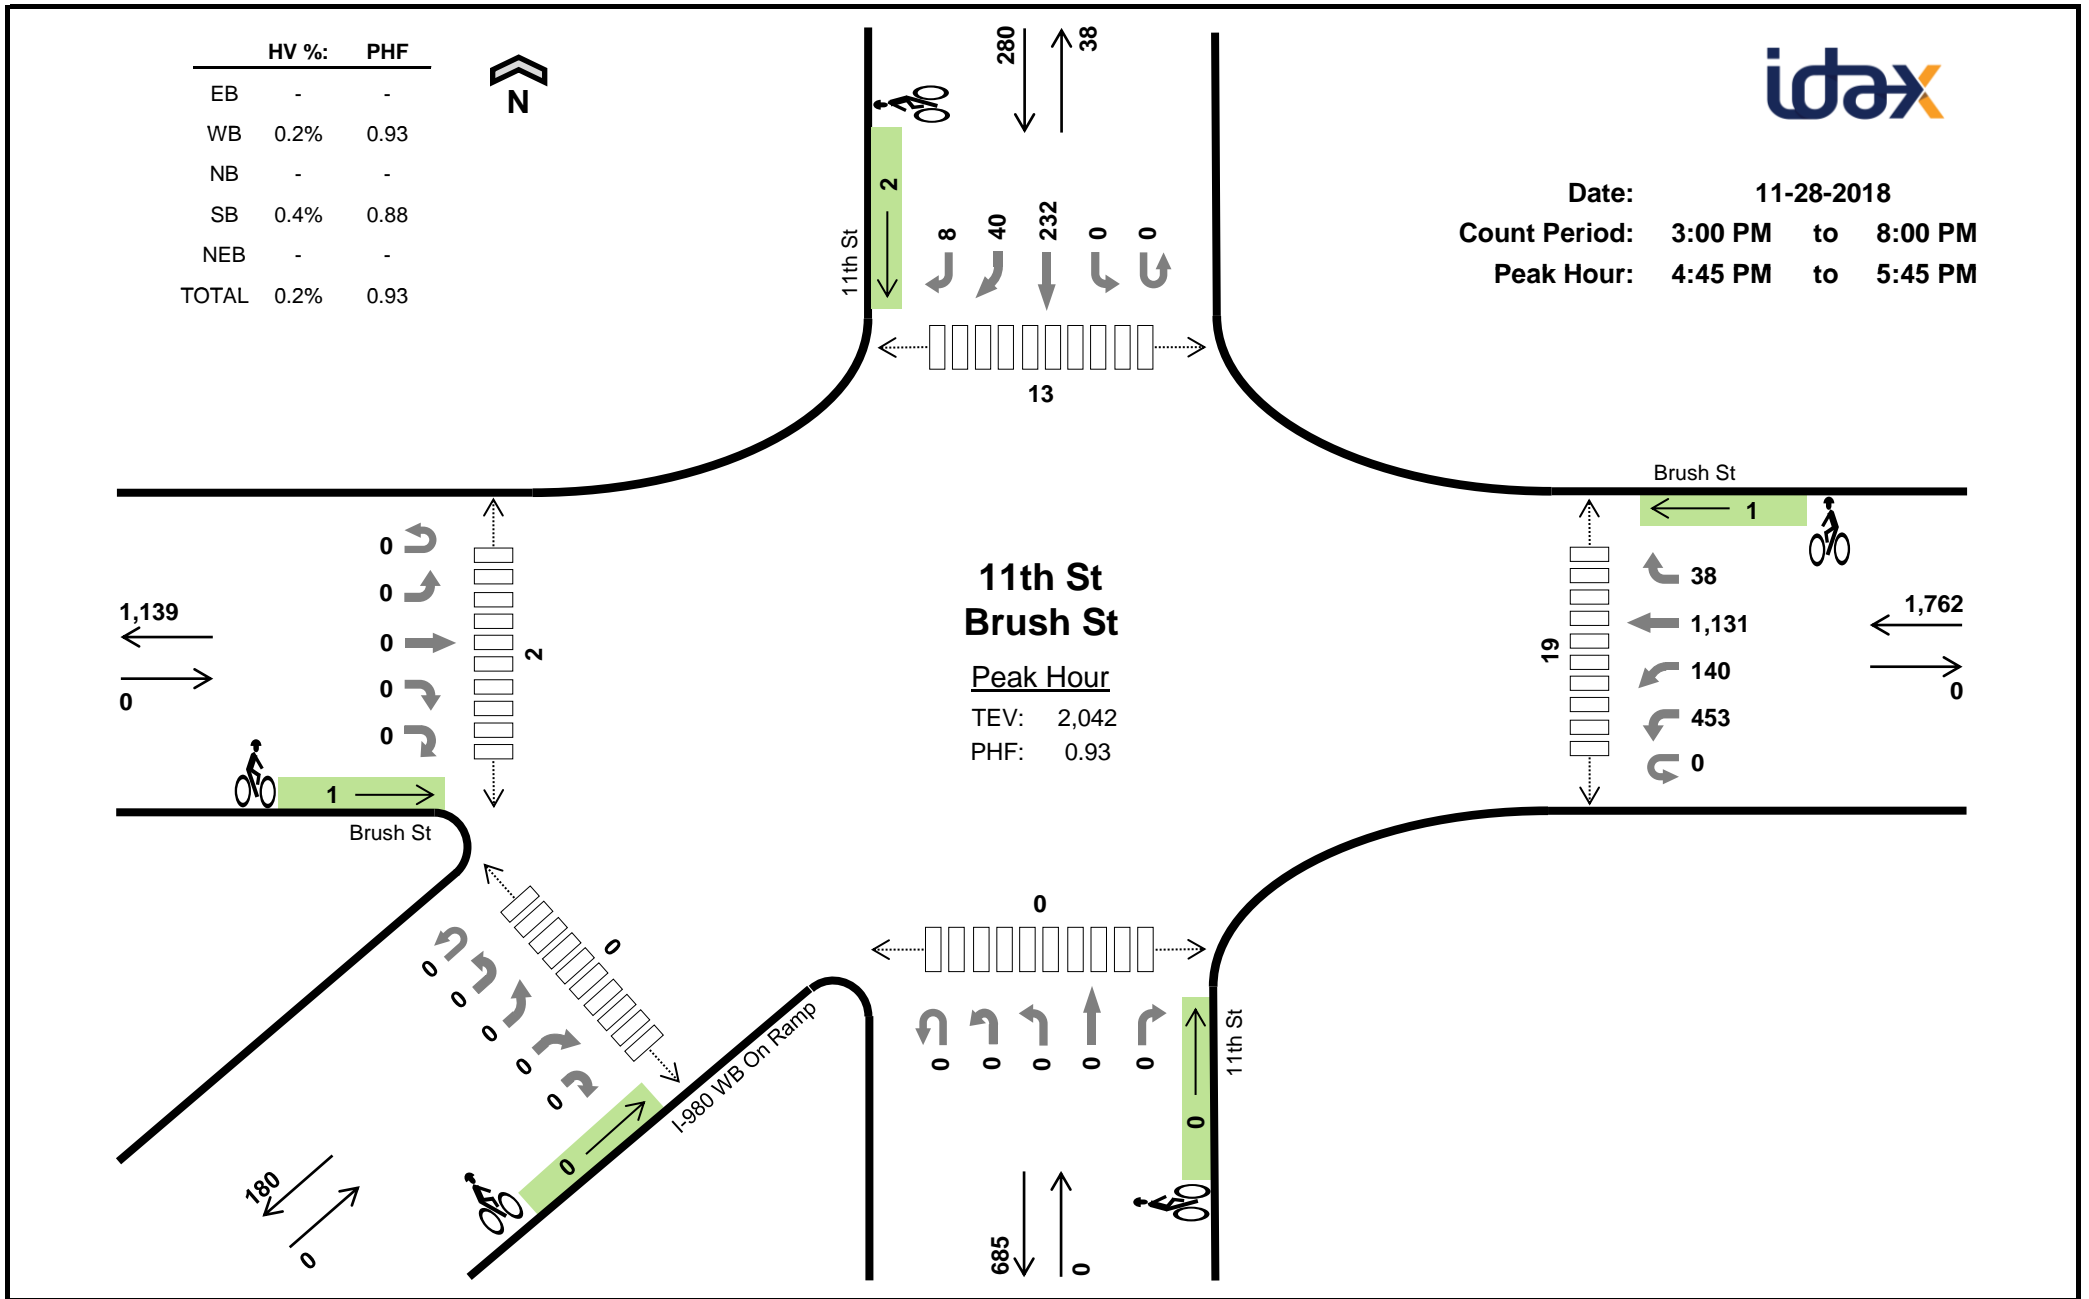 HV %: PHF
EB - -
WB 0.2% 0.93
NB - -
SB 0.4% 0.88
NEB - -
TOTAL 0.2% 0.93
N
280
38
idax
Date: 11-28-2018
Count Period: 3:00 PM to 8:00 PM
Peak Hour: 4:45 PM to 5:45 PM
2
11th St
8 40 232 0 0
13
Brush St
1
38
1,131
140
453
0
19
1,762
0
0
0
0
0
0
2
1,139
0
1
Brush St
11th St
Brush St
Peak Hour
TEV: 2,042
PHF: 0.93
0
0
0
0
0
0
0
I-980 WB On Ramp
180
0
0
0 0 0 0 0
0
11th St
685
0